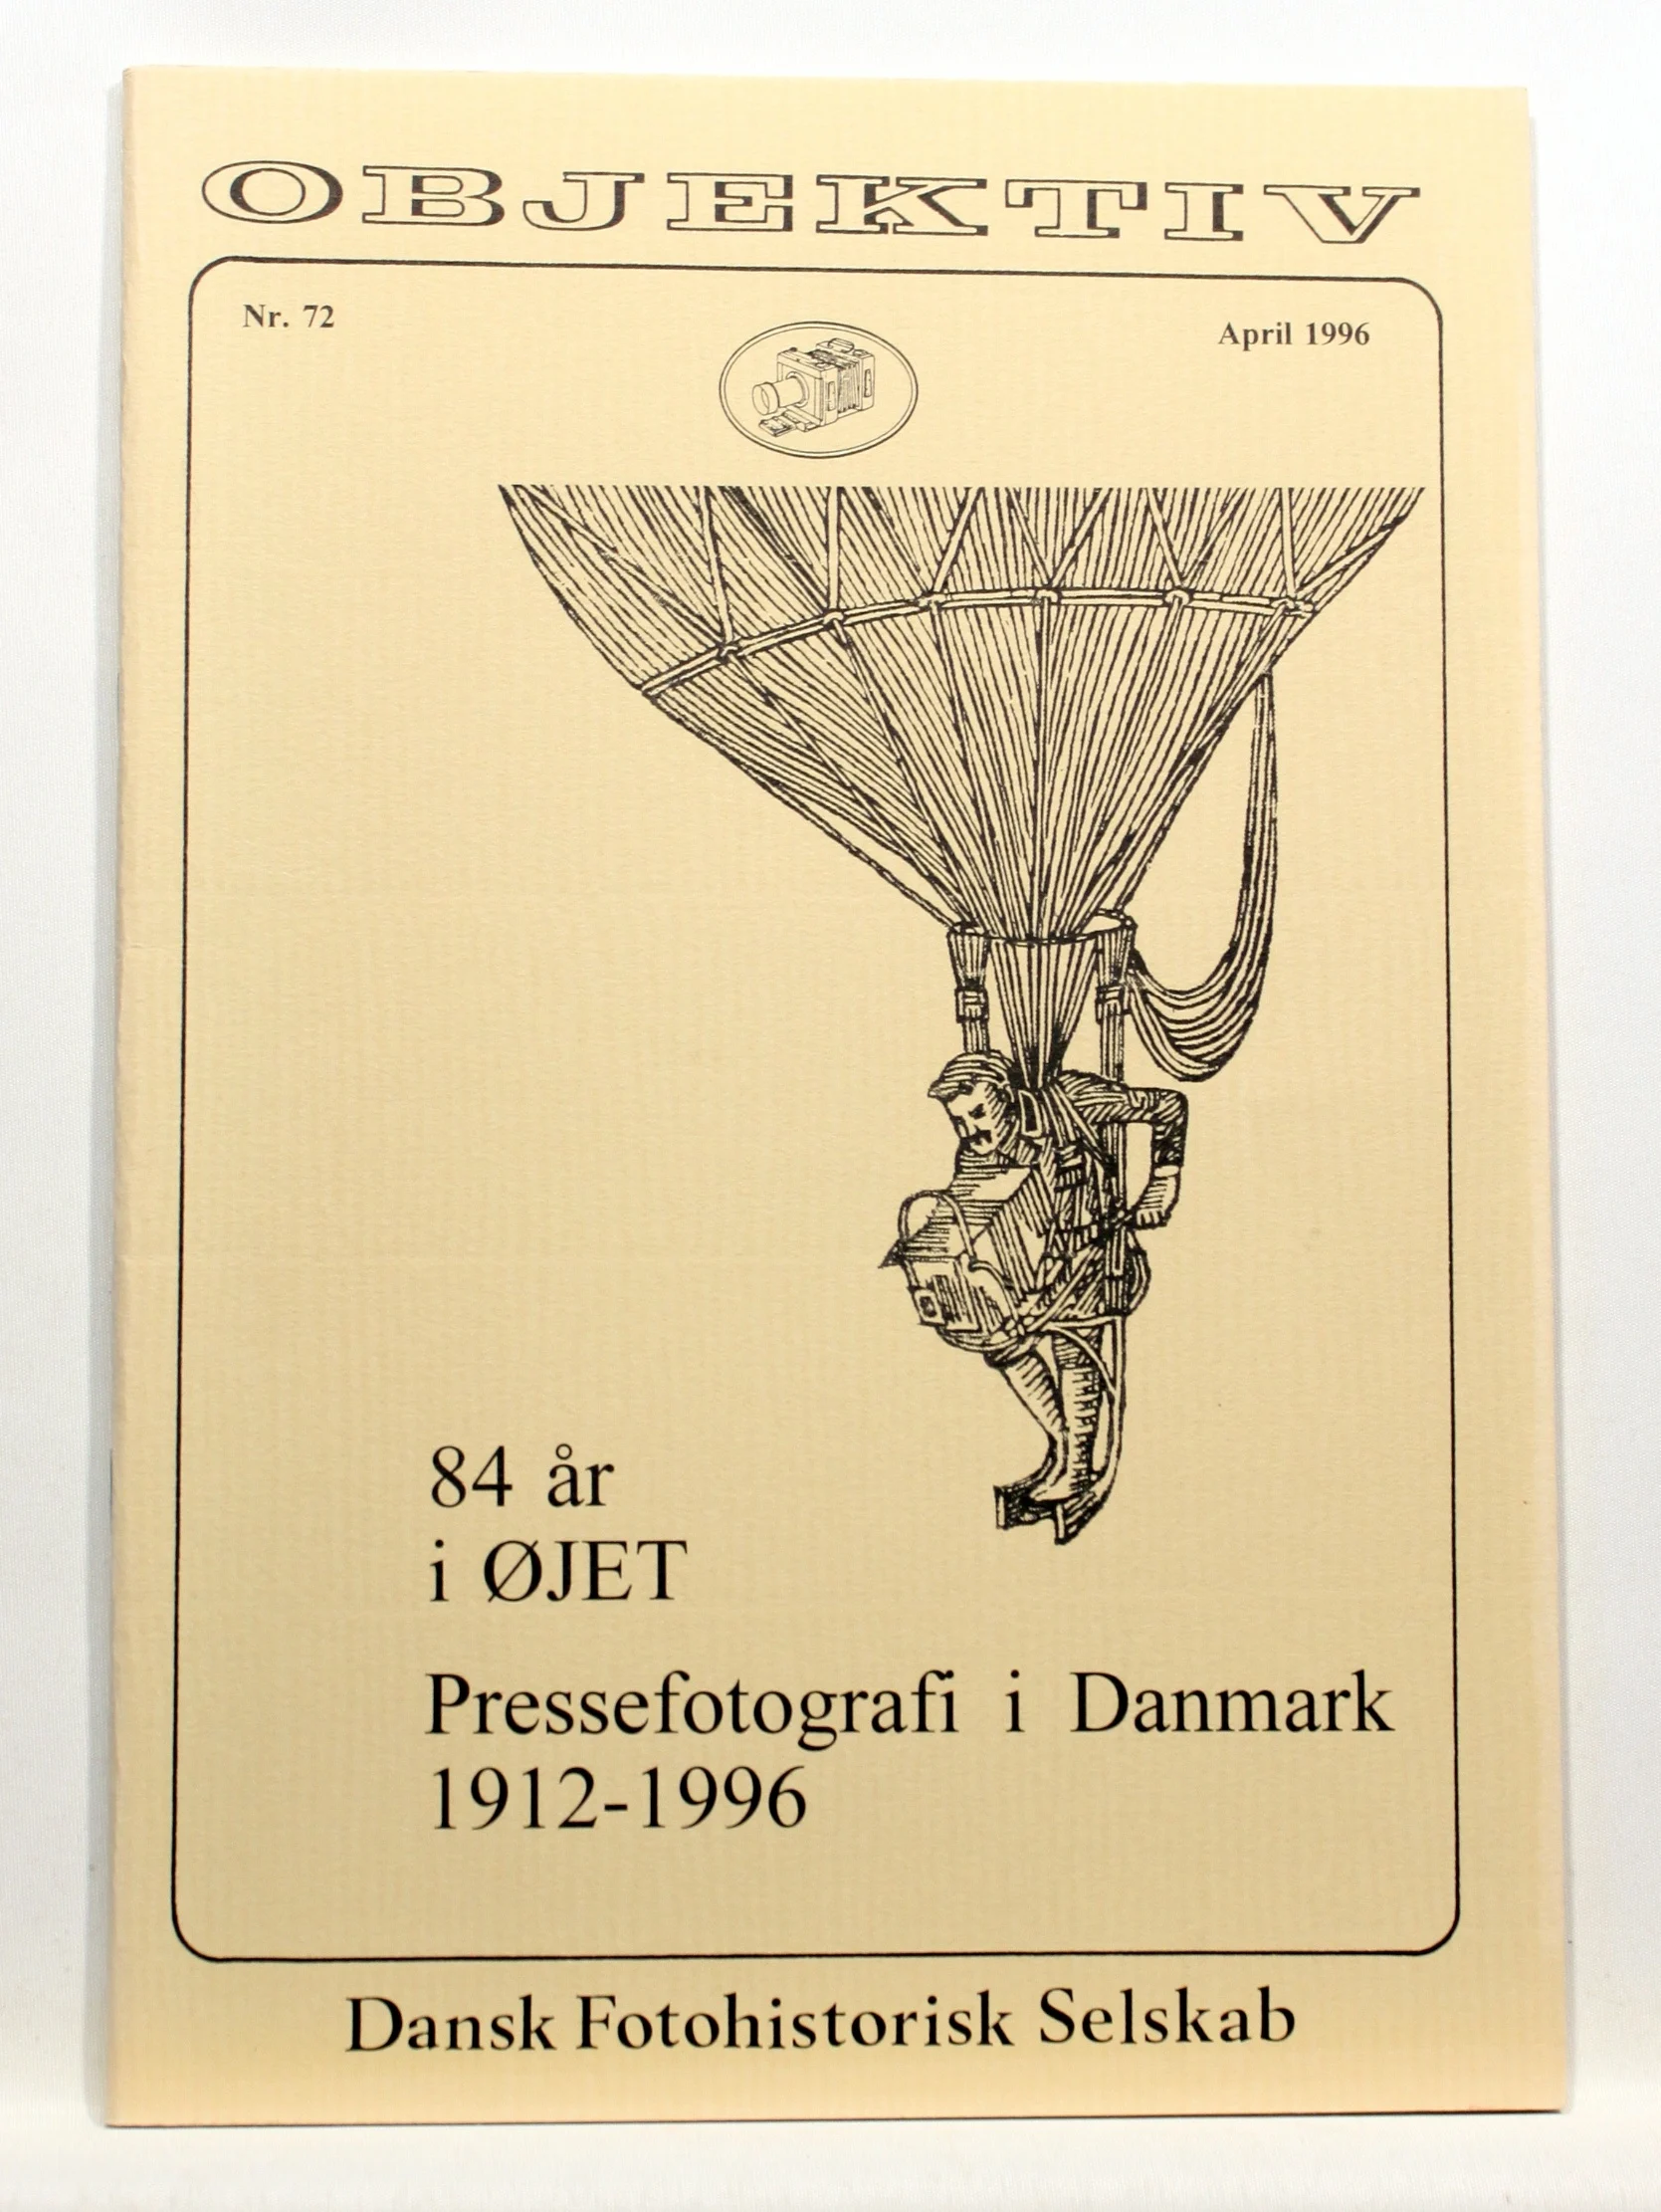 OBJEKTIV
Nr. 72
April 1996
84 år
i ØJET
Pressefotografi i Danmark
1912-1996
Dansk Fotohistorisk Selskab